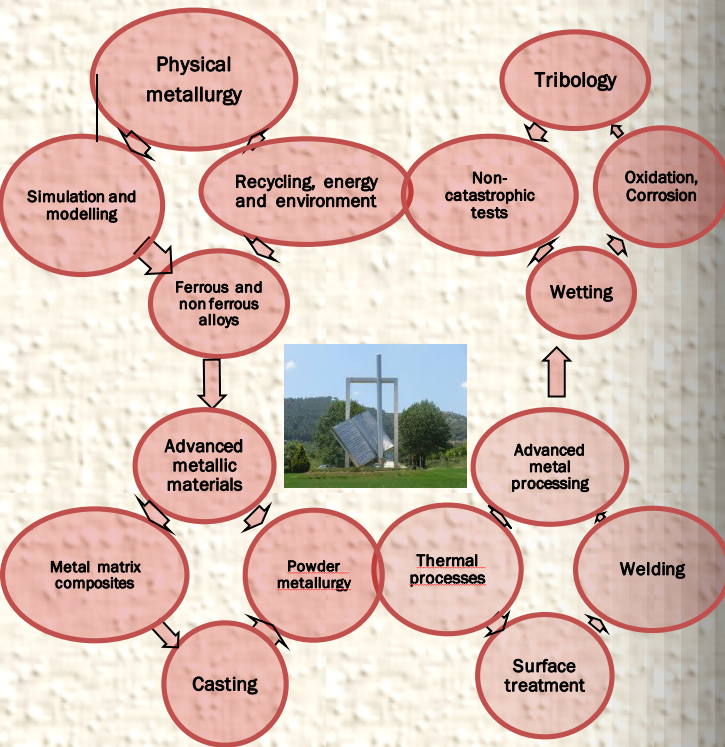 Physical
metallurgy
Tribology
Simulation and
modelling
Recycling, energy
and environment
Non-
catastrophic
tests
Oxidation,
Corrosion
Ferrous and
non ferrous
alloys
Wetting
Advanced
metallic
materials
Advanced
metal
processing
Metal matrix
composites
Powder
metallurgy
Thermal
processes
Welding
Casting
Surface
treatment